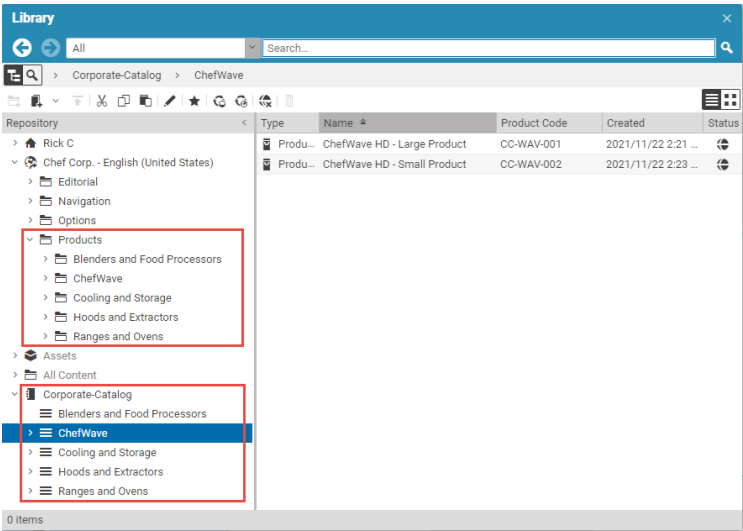 Library
All
Search...
Corporate-Catalog > ChefWave
Repository
Type Name Product Code Created Status
Rick C
Produ... ChefWave HD - Large Product CC-WAV-001 2021/11/22 2:21 ...
Chef Corp. - English (United States)
Produ... ChefWave HD - Small Product CC-WAV-002 2021/11/22 2:23 ...
Editorial
Navigation
Options
Products
Blenders and Food Processors
ChefWave
Cooling and Storage
Hoods and Extractors
Ranges and Ovens
Assets
All Content
Corporate-Catalog
Blenders and Food Processors
ChefWave
Cooling and Storage
Hoods and Extractors
Ranges and Ovens
0 items